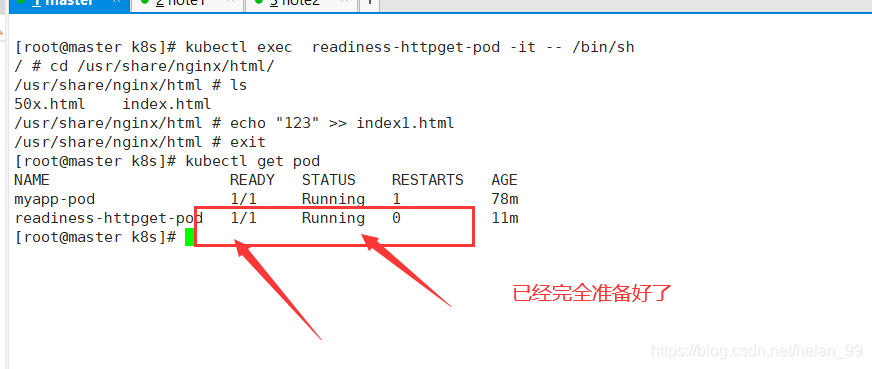 1 master 2 note1 3 note2
[root@master k8s]# kubectl exec  readiness-httpget-pod -it -- /bin/sh
/ # cd /usr/share/nginx/html/
/usr/share/nginx/html # ls
50x.html    index.html
/usr/share/nginx/html # echo "123" >> index1.html
/usr/share/nginx/html # exit
[root@master k8s]# kubectl get pod
NAME                    READY   STATUS    RESTARTS   AGE
myapp-pod               1/1     Running   1          78m
readiness-httpget-pod   1/1     Running   0          11m
[root@master k8s]#
已经完全准备好了
https://blog.csdn.net/heian_99